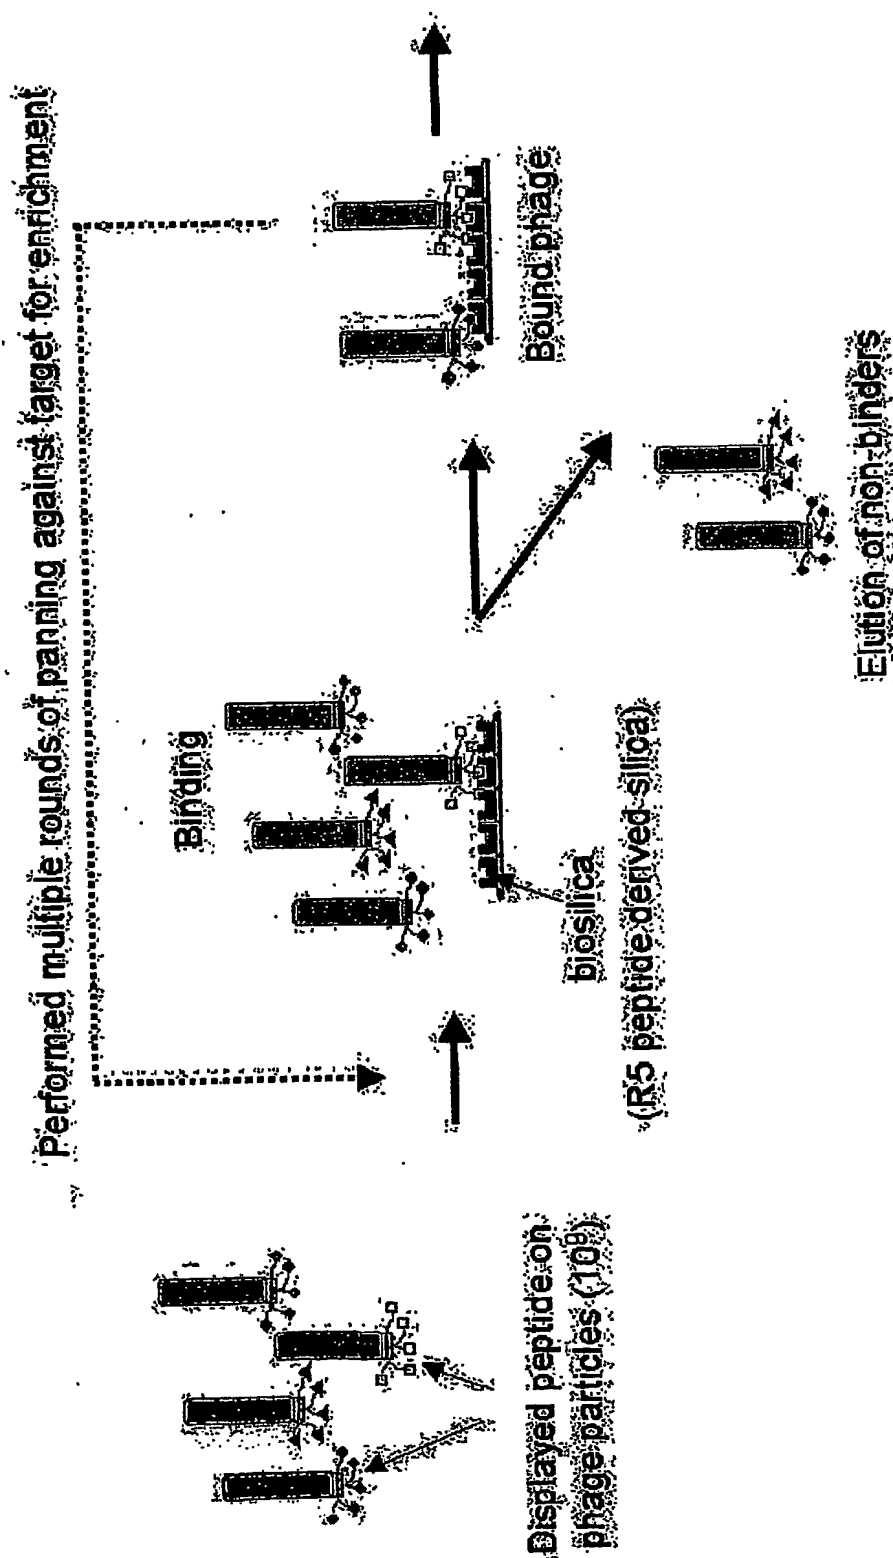 Performed multiple rounds of panning against target for enrichment
Displayed peptide on
phage particles (10⁹)
Binding
biosilica
(R5 peptide derived silica)
Bound phage
Elution of non-binders